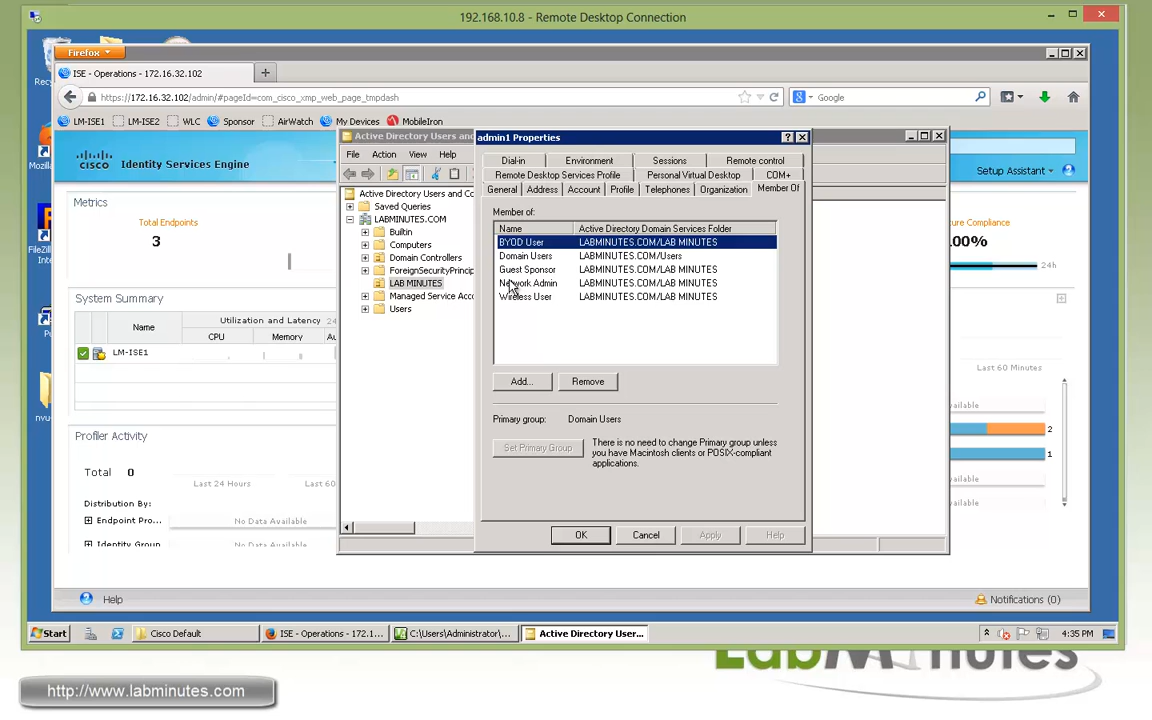 192.168.10.8 - Remote Desktop Connection
Firefox
ISE - Operations - 172.16.32.102
https://172.16.32.102/admin/#pageId=com_cisco_xmp_web_page_tmpdash
Google
LM-ISE1 LM-ISE2 WLC Sponsor AirWatch My Devices MobileIron
Active Directory Users and
cisco Identity Services Engine
Setup Assistant
File Action View Help
Metrics
Total Endpoints
3
100%
24h
System Summary
Utilization and Latency
Name
CPU
Memory
LM-ISE1
Last 60 Minutes
Profiler Activity
Total 0
Last 24 Hours
Distribution By:
Endpoint Pro...
No Data Available
Identity Group
No Data Available
2
1
Active Directory Users and Co
Saved Queries
LABMINUTES.COM
Builtin
Computers
Domain Controllers
ForeignSecurityPrincip
LAB MINUTES
Managed Service Acco
Users
admin1 Properties
Dial-in Environment Sessions Remote control
Remote Desktop Services Profile Personal Virtual Desktop COM+
General Address Account Profile Telephones Organization Member Of
Member of:
Name Active Directory Domain Services Folder
BYOD User LABMINUTES.COM/LAB MINUTES
Domain Users LABMINUTES.COM/Users
Guest Sponsor LABMINUTES.COM/LAB MINUTES
Network Admin LABMINUTES.COM/LAB MINUTES
Wireless User LABMINUTES.COM/LAB MINUTES
Add... Remove
Primary group: Domain Users
Set Primary Group
There is no need to change Primary group unless
you have Macintosh clients or POSIX-compliant
applications.
OK Cancel Apply Help
Help
Notifications (0)
Start
Cisco Default
ISE - Operations - 172.1...
C:\Users\Administrator\...
Active Directory User...
4:35 PM
LabMinutes
http://www.labminutes.com